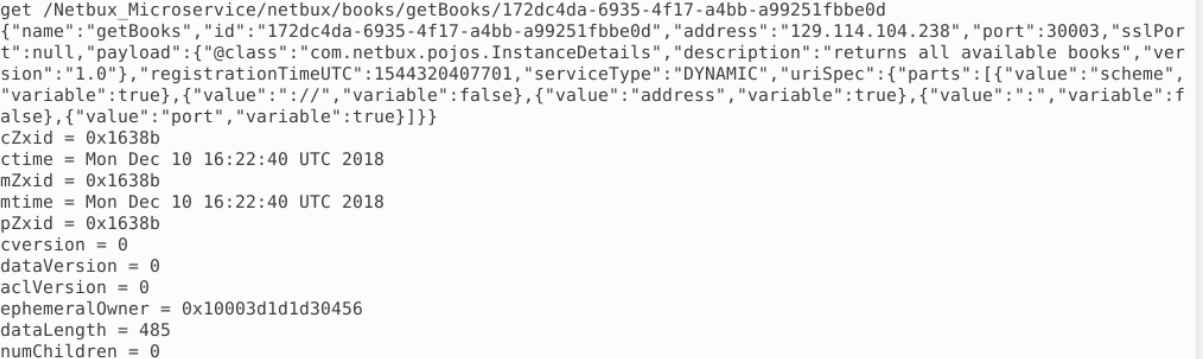 get /Netbux_Microservice/netbux/books/getBooks/172dc4da-6935-4f17-a4bb-a99251fbbe0d
{"name":"getBooks","id":"172dc4da-6935-4f17-a4bb-a99251fbbe0d","address":"129.114.104.238","port":30003,"sslPor
t":null,"payload":{"@class":"com.netbux.pojos.InstanceDetails","description":"returns all available books","ver
sion":"1.0"},"registrationTimeUTC":1544320407701,"serviceType":"DYNAMIC","uriSpec":{"parts":[{"value":"scheme",
"variable":true},{"value":"://","variable":false},{"value":"address","variable":true},{"value":":","variable":f
alse},{"value":"port","variable":true}]}}
cZxid = 0x1638b
ctime = Mon Dec 10 16:22:40 UTC 2018
mZxid = 0x1638b
mtime = Mon Dec 10 16:22:40 UTC 2018
pZxid = 0x1638b
cversion = 0
dataVersion = 0
aclVersion = 0
ephemeralOwner = 0x10003d1d1d30456
dataLength = 485
numChildren = 0